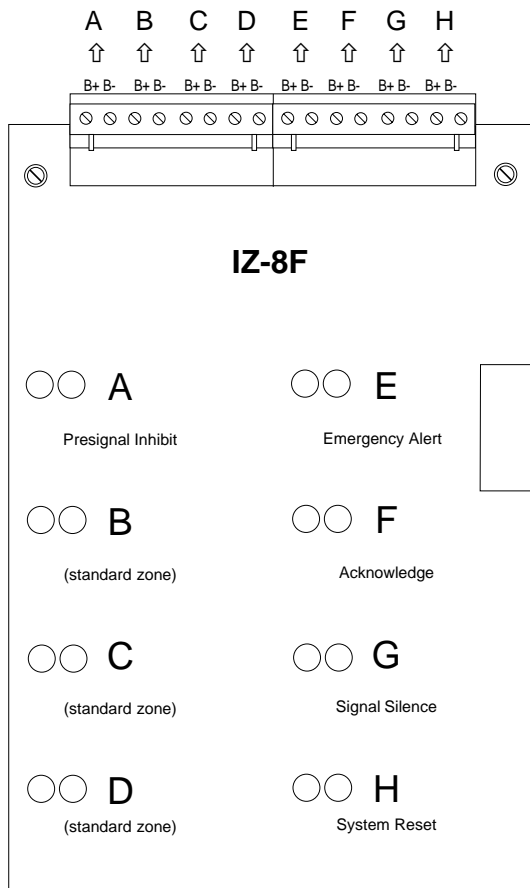 A B C D E F G H
B+ B- B+ B- B+ B- B+ B- B+ B- B+ B- B+ B- B+ B-
IZ-8F
A E
Presignal Inhibit Emergency Alert
B F
(standard zone) Acknowledge
C G
(standard zone) Signal Silence
D H
(standard zone) System Reset